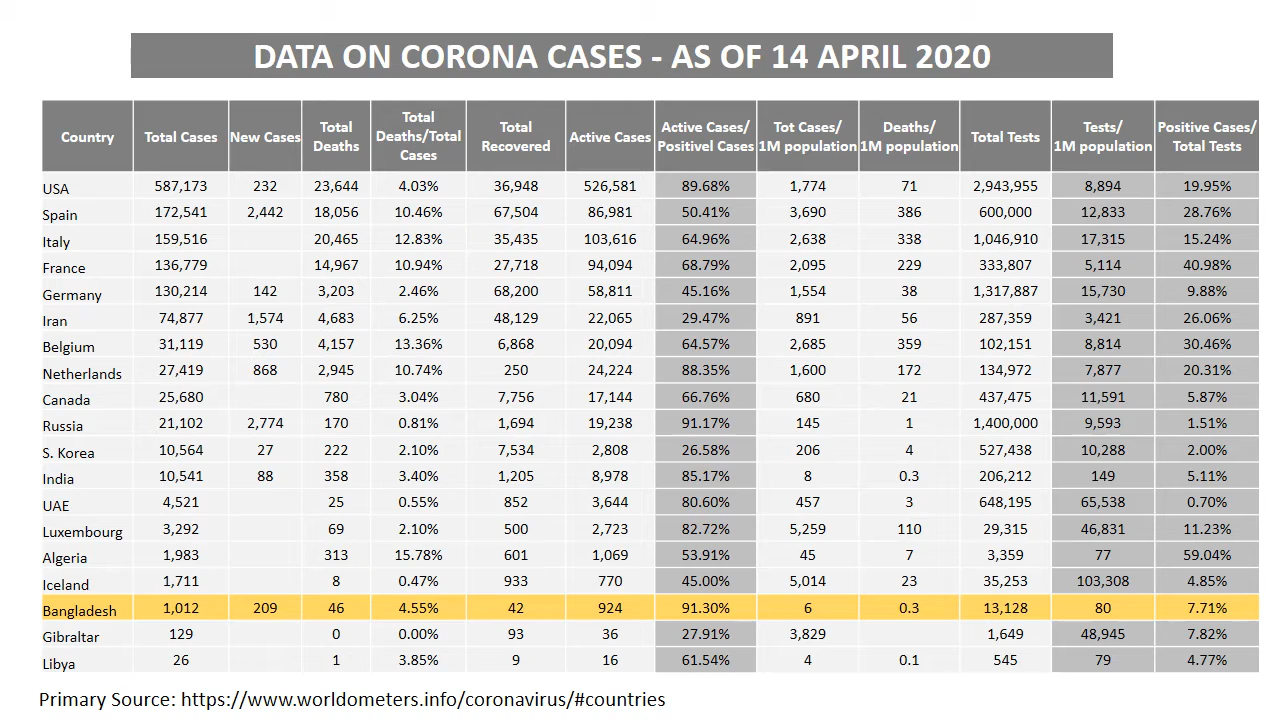 DATA ON CORONA CASES - AS OF 14 APRIL 2020
Country Total Cases New Cases Total Deaths Total Deaths/Total Cases Total Recovered Active Cases Active Cases/ Positivel Cases Tot Cases/ 1M population Deaths/ 1M population Total Tests Tests/ 1M population Positive Cases/ Total Tests
USA 587,173 232 23,644 4.03% 36,948 526,581 89.68% 1,774 71 2,943,955 8,894 19.95%
Spain 172,541 2,442 18,056 10.46% 67,504 86,981 50.41% 3,690 386 600,000 12,833 28.76%
Italy 159,516 20,465 12.83% 35,435 103,616 64.96% 2,638 338 1,046,910 17,315 15.24%
France 136,779 14,967 10.94% 27,718 94,094 68.79% 2,095 229 333,807 5,114 40.98%
Germany 130,214 142 3,203 2.46% 68,200 58,811 45.16% 1,554 38 1,317,887 15,730 9.88%
Iran 74,877 1,574 4,683 6.25% 48,129 22,065 29.47% 891 56 287,359 3,421 26.06%
Belgium 31,119 530 4,157 13.36% 6,868 20,094 64.57% 2,685 359 102,151 8,814 30.46%
Netherlands 27,419 868 2,945 10.74% 250 24,224 88.35% 1,600 172 134,972 7,877 20.31%
Canada 25,680 780 3.04% 7,756 17,144 66.76% 680 21 437,475 11,591 5.87%
Russia 21,102 2,774 170 0.81% 1,694 19,238 91.17% 145 1 1,400,000 9,593 1.51%
S. Korea 10,564 27 222 2.10% 7,534 2,808 26.58% 206 4 527,438 10,288 2.00%
India 10,541 88 358 3.40% 1,205 8,978 85.17% 8 0.3 206,212 149 5.11%
UAE 4,521 25 0.55% 852 3,644 80.60% 457 3 648,195 65,538 0.70%
Luxembourg 3,292 69 2.10% 500 2,723 82.72% 5,259 110 29,315 46,831 11.23%
Algeria 1,983 313 15.78% 601 1,069 53.91% 45 7 3,359 77 59.04%
Iceland 1,711 8 0.47% 933 770 45.00% 5,014 23 35,253 103,308 4.85%
Bangladesh 1,012 209 46 4.55% 42 924 91.30% 6 0.3 13,128 80 7.71%
Gibraltar 129 0 0.00% 93 36 27.91% 3,829 1,649 48,945 7.82%
Libya 26 1 3.85% 9 16 61.54% 4 0.1 545 79 4.77%
Primary Source: https://www.worldometers.info/coronavirus/#countries